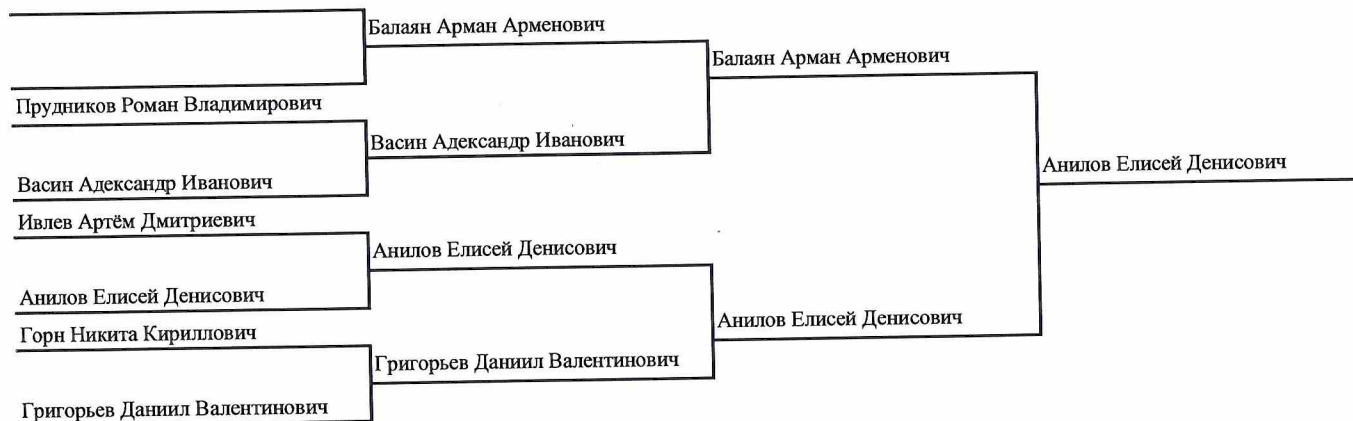 Балаян Арман Арменович
Балаян Арман Арменович
Прудников Роман Владимирович
Васин Адександр Иванович
Анилов Елисей Денисович
Васин Адександр Иванович
Ивлев Артём Дмитриевич
Анилов Елисей Денисович
Анилов Елисей Денисович
Анилов Елисей Денисович
Горн Никита Кириллович
Григорьев Даниил Валентинович
Григорьев Даниил Валентинович